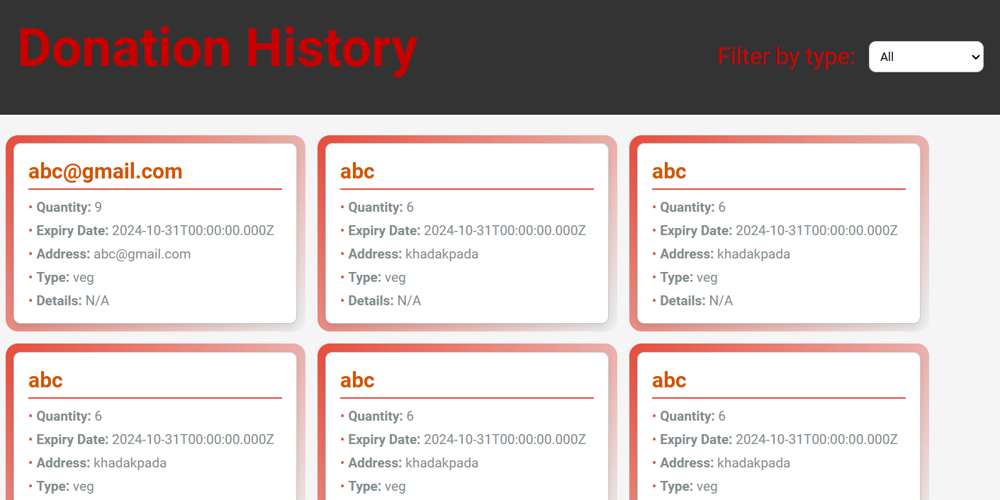 Donation History
Filter by type: All
abc@gmail.com
• Quantity: 9
• Expiry Date: 2024-10-31T00:00:00.000Z
• Address: abc@gmail.com
• Type: veg
• Details: N/A
abc
• Quantity: 6
• Expiry Date: 2024-10-31T00:00:00.000Z
• Address: khadakpada
• Type: veg
• Details: N/A
abc
• Quantity: 6
• Expiry Date: 2024-10-31T00:00:00.000Z
• Address: khadakpada
• Type: veg
• Details: N/A
abc
• Quantity: 6
• Expiry Date: 2024-10-31T00:00:00.000Z
• Address: khadakpada
• Type: veg
abc
• Quantity: 6
• Expiry Date: 2024-10-31T00:00:00.000Z
• Address: khadakpada
• Type: veg
abc
• Quantity: 6
• Expiry Date: 2024-10-31T00:00:00.000Z
• Address: khadakpada
• Type: veg